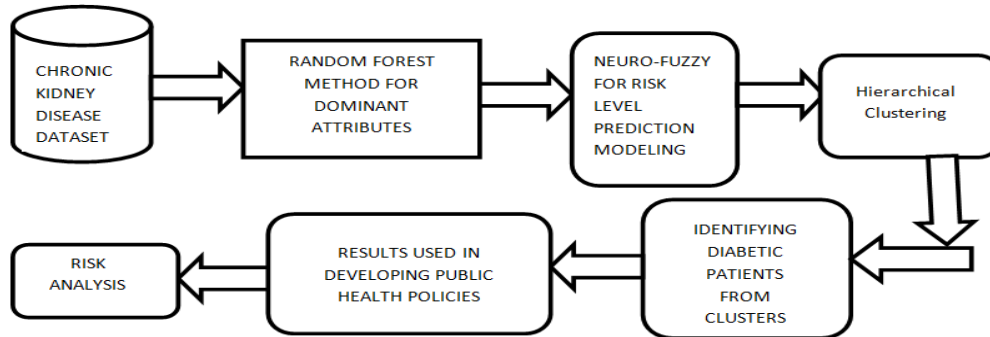 CHRONIC
KIDNEY
DISEASE
DATASET
RANDOM FOREST
METHOD FOR
DOMINANT
ATTRIBUTES
NEURO-FUZZY
FOR RISK
LEVEL
PREDICTION
MODELING
Hierarchical
Clustering
IDENTIFYING
DIABETIC
PATIENTS
FROM
CLUSTERS
RESULTS USED IN
DEVELOPING PUBLIC
HEALTH POLICIES
RISK
ANALYSIS